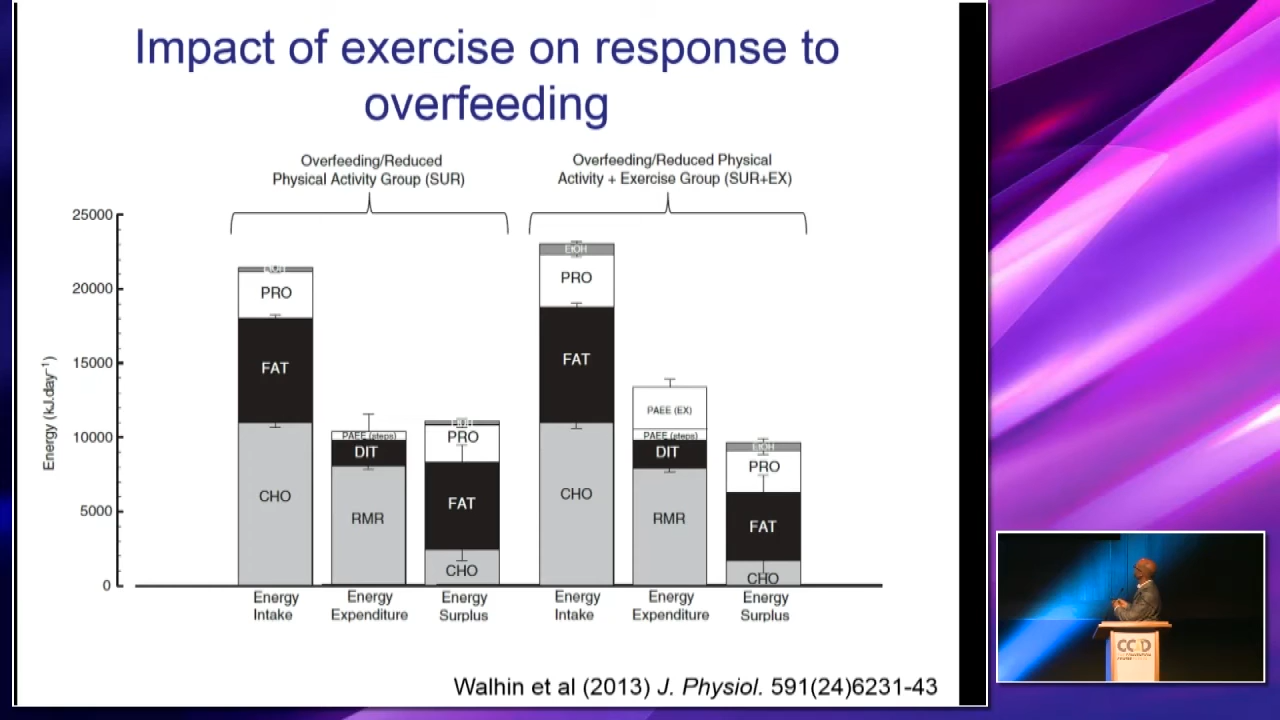 Impact of exercise on response to
overfeeding
Overfeeding/Reduced
Physical Activity Group (SUR)
Overfeeding/Reduced Physical
Activity + Exercise Group (SUR+EX)
Energy (kJ.day⁻¹)
25000
20000
15000
10000
5000
0
EtOH
PRO
FAT
CHO
PAEE (steps)
DIT
RMR
EtOH
PRO
FAT
CHO
EtOH
PRO
FAT
CHO
PAEE (EX)
PAEE (steps)
DIT
RMR
EtOH
PRO
FAT
CHO
Energy
Intake
Energy
Expenditure
Energy
Surplus
Energy
Intake
Energy
Expenditure
Energy
Surplus
Walhin et al (2013) J. Physiol. 591(24)6231-43